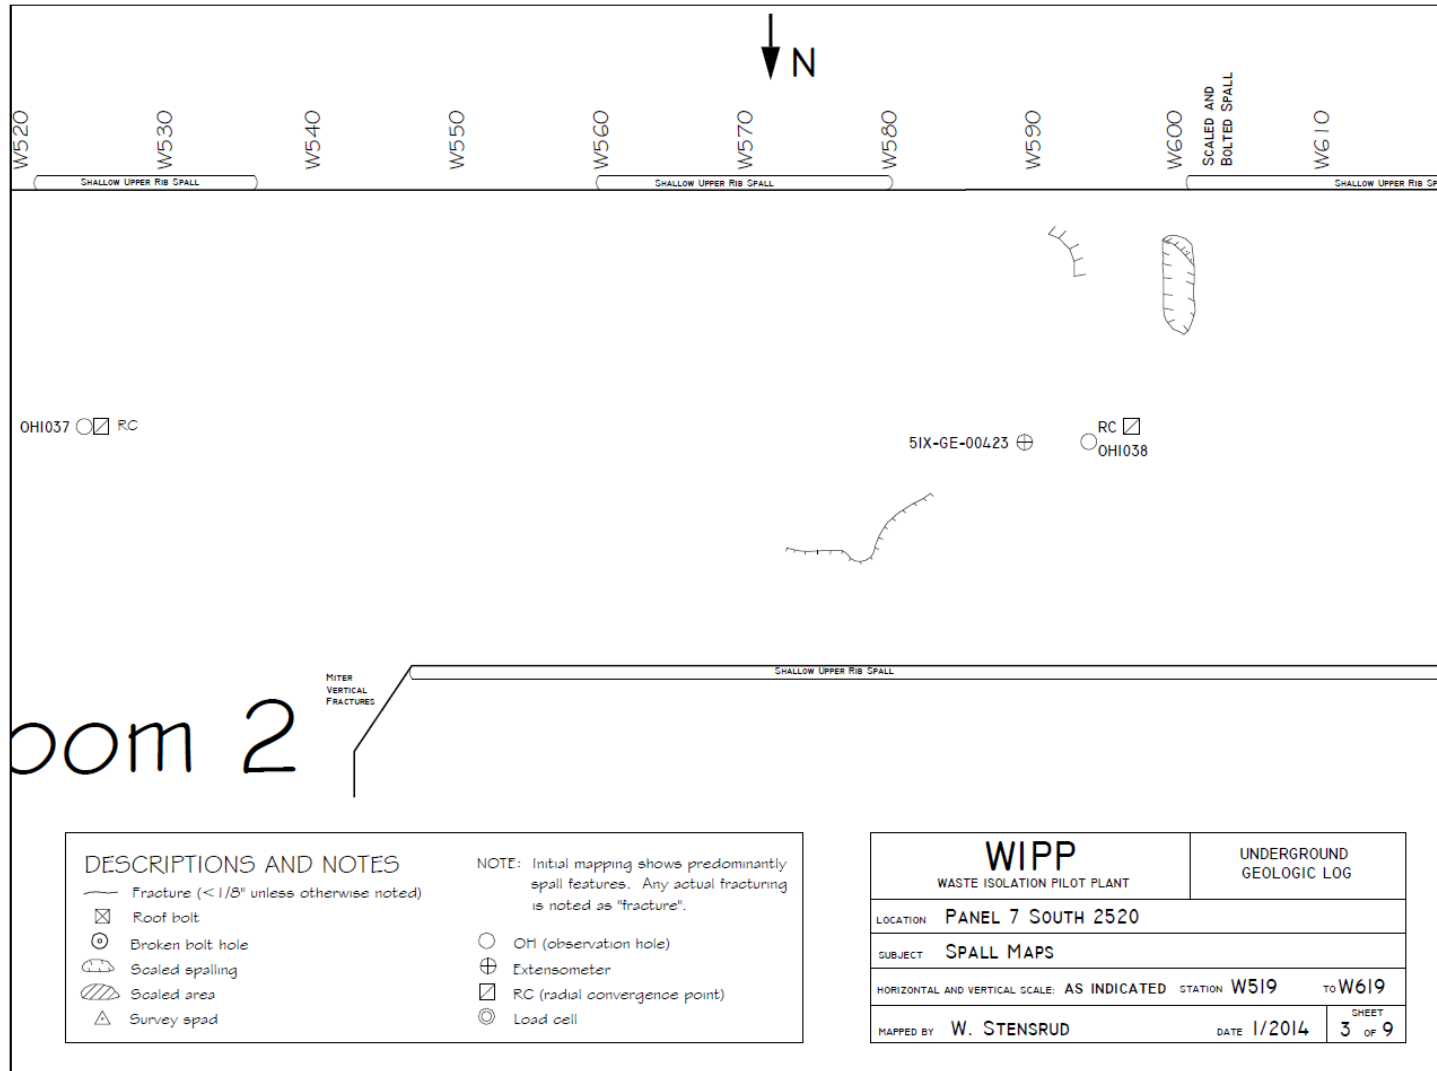 N
W520
W530
W540
W550
W560
W570
W580
W590
W600
SCALED AND
BOLTED SPALL
W610
SHALLOW UPPER RIB SPALL
SHALLOW UPPER RIB SPALL
SHALLOW UPPER RIB SP
OH1037
RC
51X-GE-00423
RC
OH1038
SHALLOW UPPER RIB SPALL
MITER
VERTICAL
FRACTURES
oom 2
DESCRIPTIONS AND NOTES
Fracture (<1/8" unless otherwise noted)
Roof bolt
Broken bolt hole
Scaled spalling
Scaled area
Survey spad
NOTE: Initial mapping shows predominantly
spall features. Any actual fracturing
is noted as "fracture".
OH (observation hole)
Extensometer
RC (radial convergence point)
Load cell
WIPP
WASTE ISOLATION PILOT PLANT
UNDERGROUND
GEOLOGIC LOG
LOCATION PANEL 7 SOUTH 2520
SUBJECT SPALL MAPS
HORIZONTAL AND VERTICAL SCALE: AS INDICATED STATION W519 TO W619
MAPPED BY W. STENSRUD DATE 1/2014
SHEET
3 OF 9